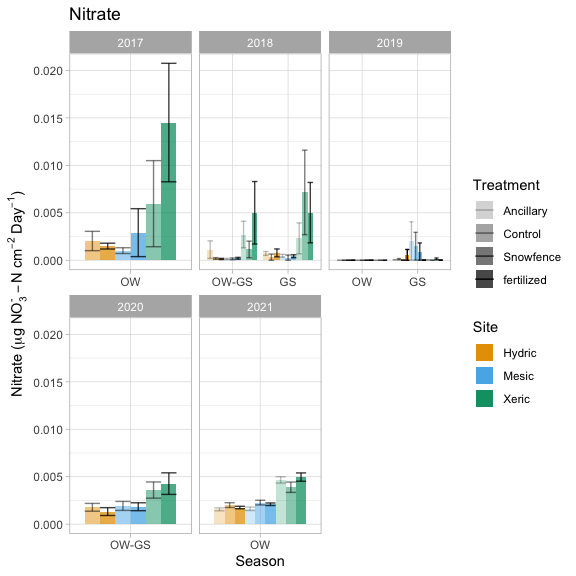 Nitrate
2017 2018 2019
0.020
0.015
0.010
0.005
0.000
OW OW-GS GS OW GS
2020 2021
0.020
0.015
0.010
0.005
0.000
OW-GS OW
Season
Nitrate (μg NO₃⁻ – N cm⁻² Day⁻¹)
Treatment
Ancillary
Control
Snowfence
fertilized
Site
Hydric
Mesic
Xeric